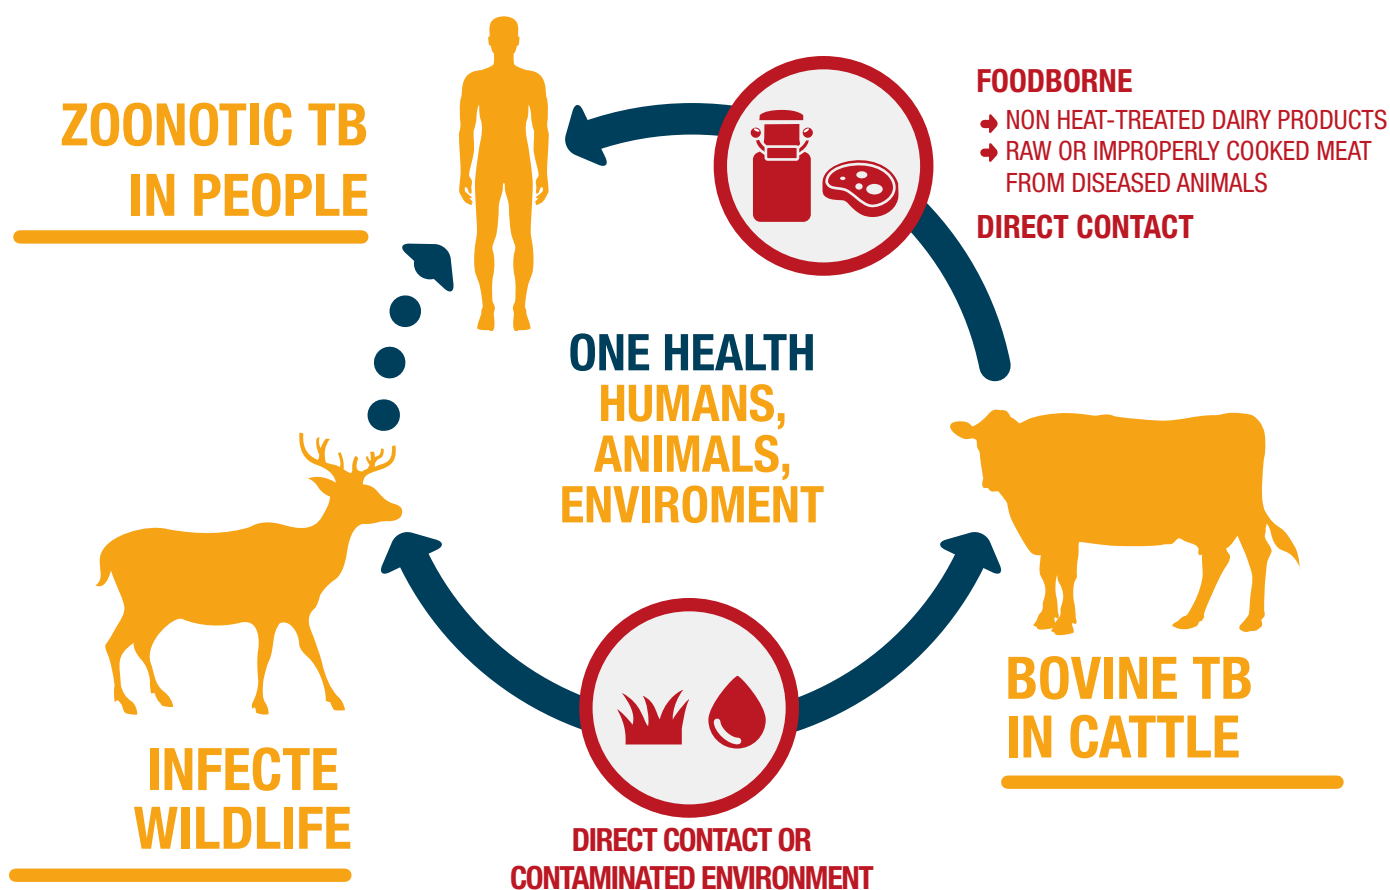 ZOONOTIC TB
IN PEOPLE
FOODBORNE
NON HEAT-TREATED DAIRY PRODUCTS
RAW OR IMPROPERLY COOKED MEAT
FROM DISEASED ANIMALS
DIRECT CONTACT
ONE HEALTH
HUMANS,
ANIMALS,
ENVIROMENT
BOVINE TB
IN CATTLE
INFECTE
WILDLIFE
DIRECT CONTACT OR
CONTAMINATED ENVIRONMENT